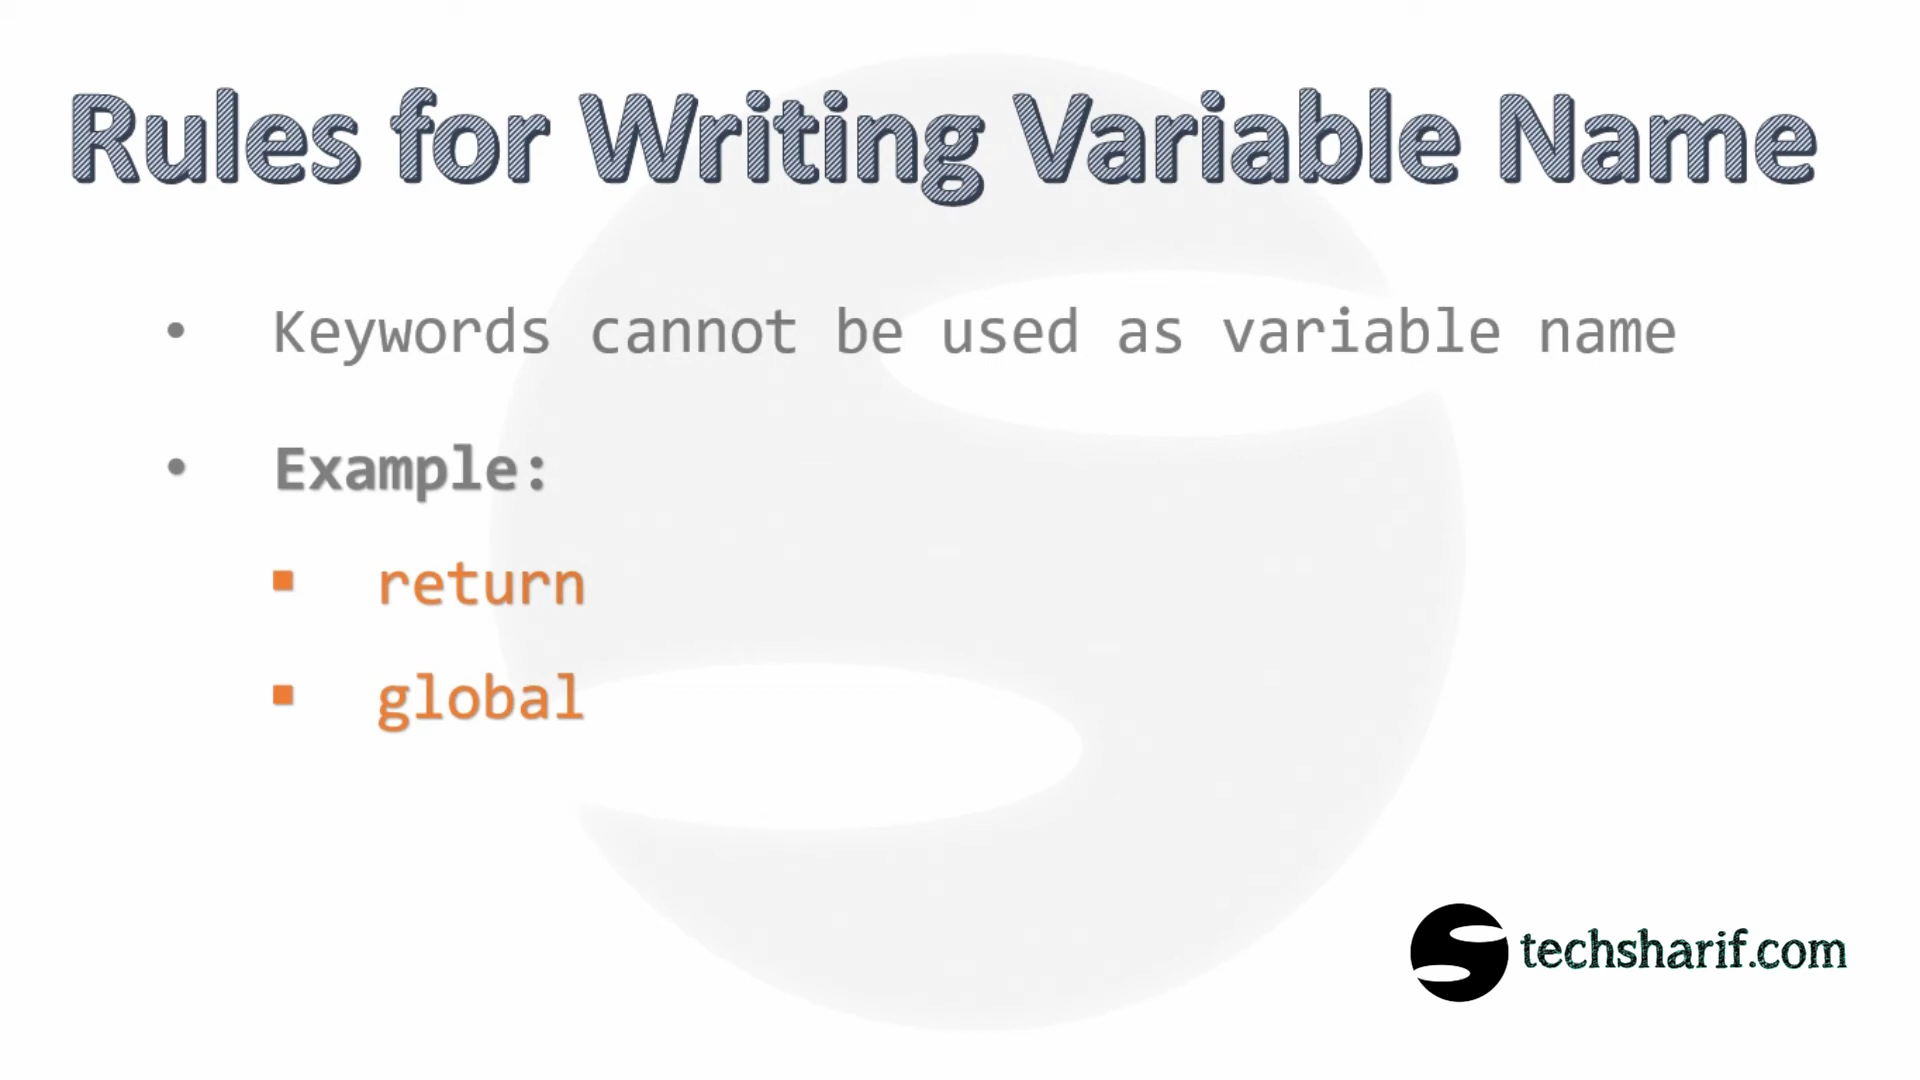 Rules for Writing Variable Name
• Keywords cannot be used as variable name
• Example:
▪ return
▪ global
techsharif.com